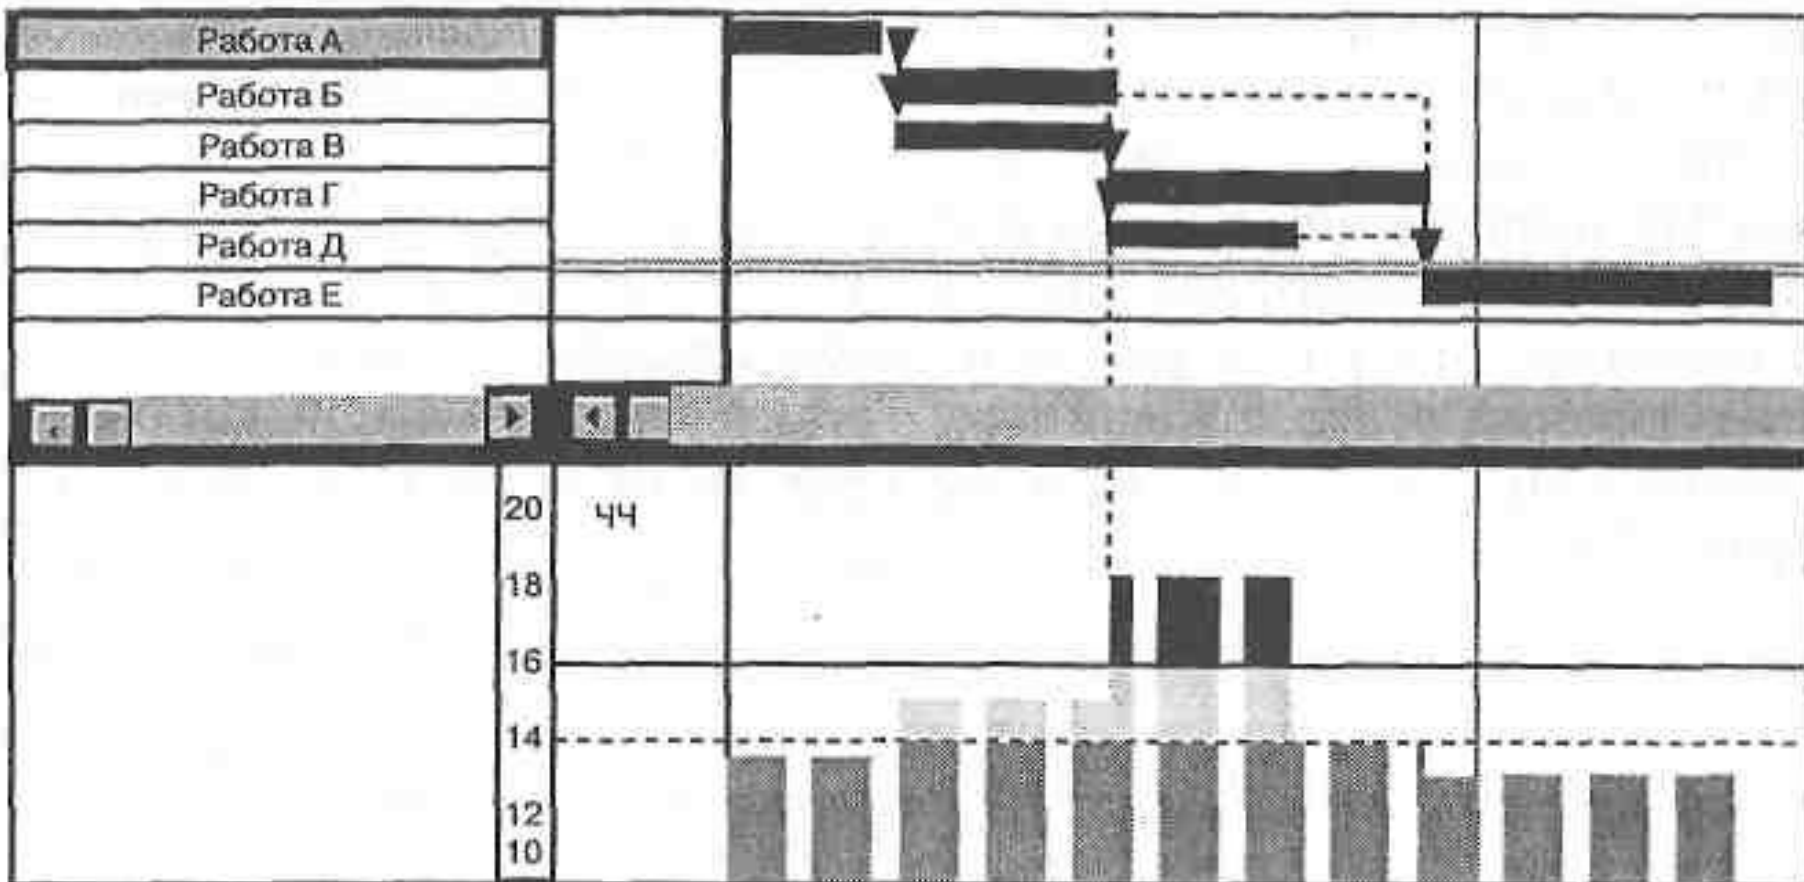 Работа А
Работа Б
Работа В
Работа Г
Работа Д
Работа Е
20 чч
18
16
14
12
10